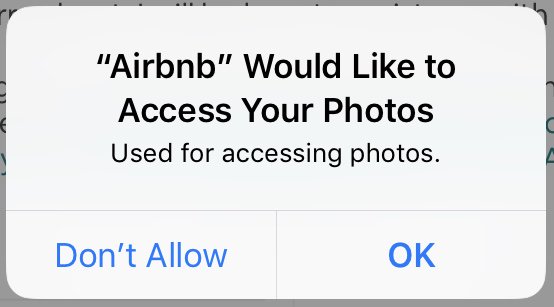 “Airbnb” Would Like to
Access Your Photos
Used for accessing photos.
Don’t Allow
OK